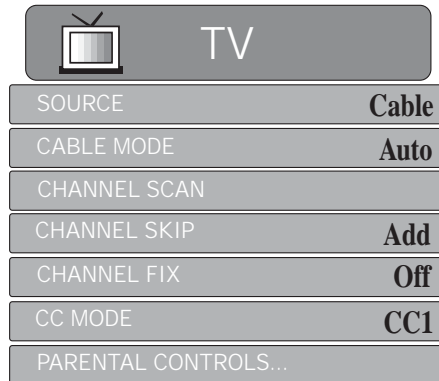 TV
SOURCE Cable
CABLE MODE Auto
CHANNEL SCAN
CHANNEL SKIP Add
CHANNEL FIX Off
CC MODE CC1
PARENTAL CONTROLS...